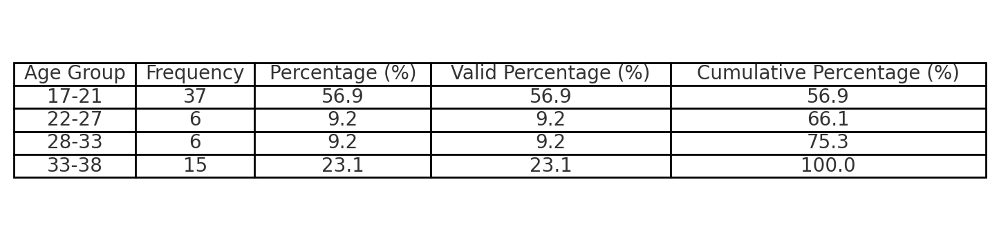 Age Group Frequency Percentage (%) Valid Percentage (%) Cumulative Percentage (%)
17-21 37 56.9 56.9 56.9
22-27 6 9.2 9.2 66.1
28-33 6 9.2 9.2 75.3
33-38 15 23.1 23.1 100.0